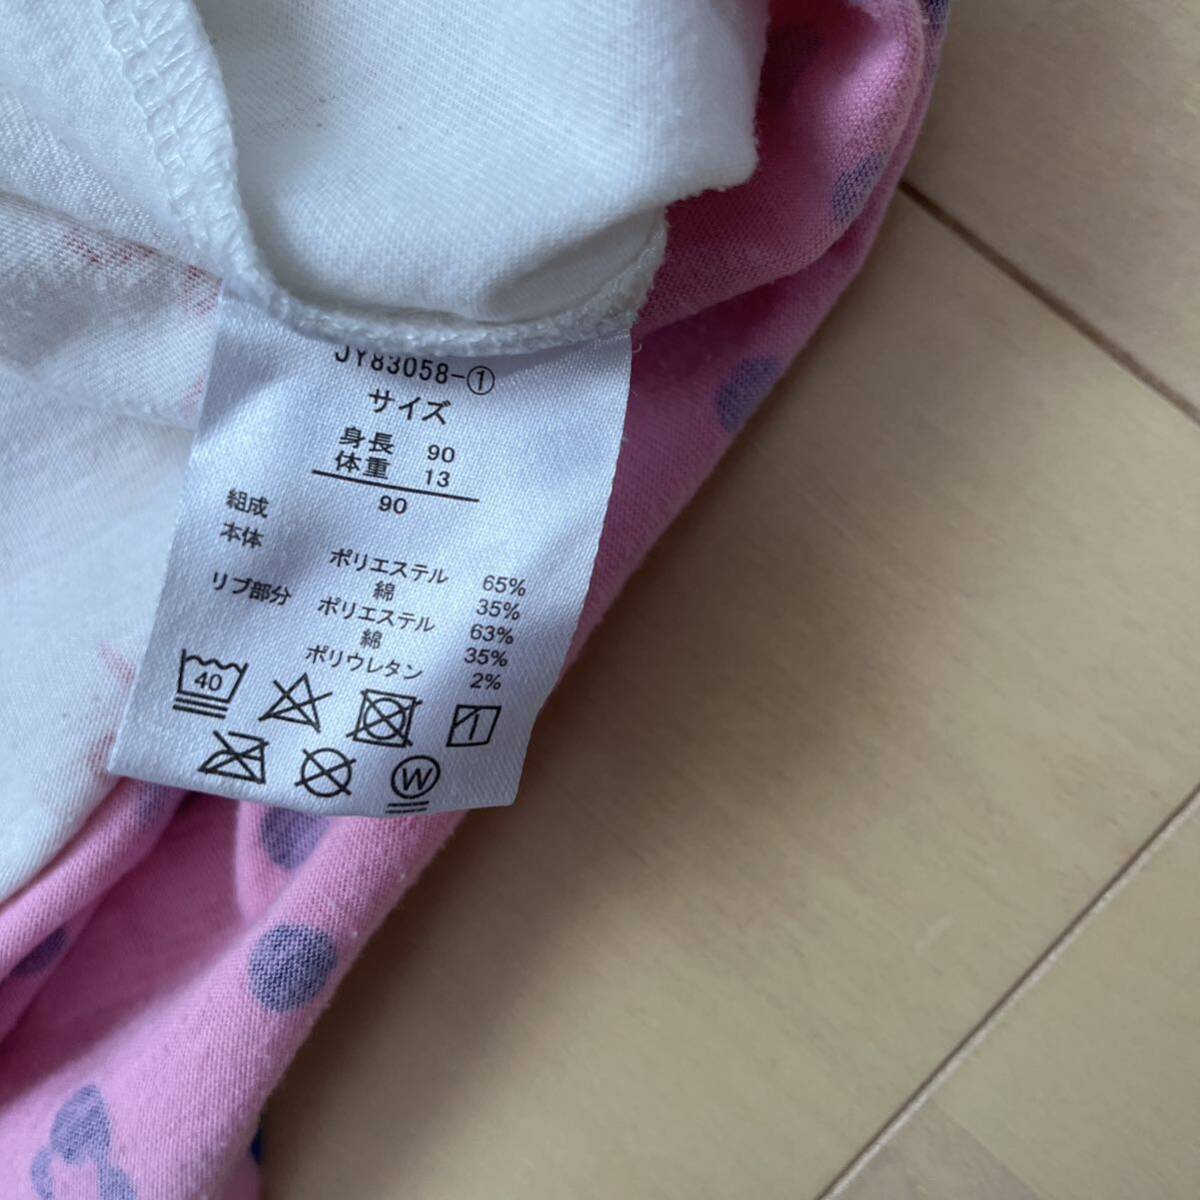 JY83058-①
サイズ
身長 90
体重 13
90
組成
本体 ポリエステル 65%
綿 35%
リブ部分 ポリエステル 63%
綿 35%
ポリウレタン 2%
40
W